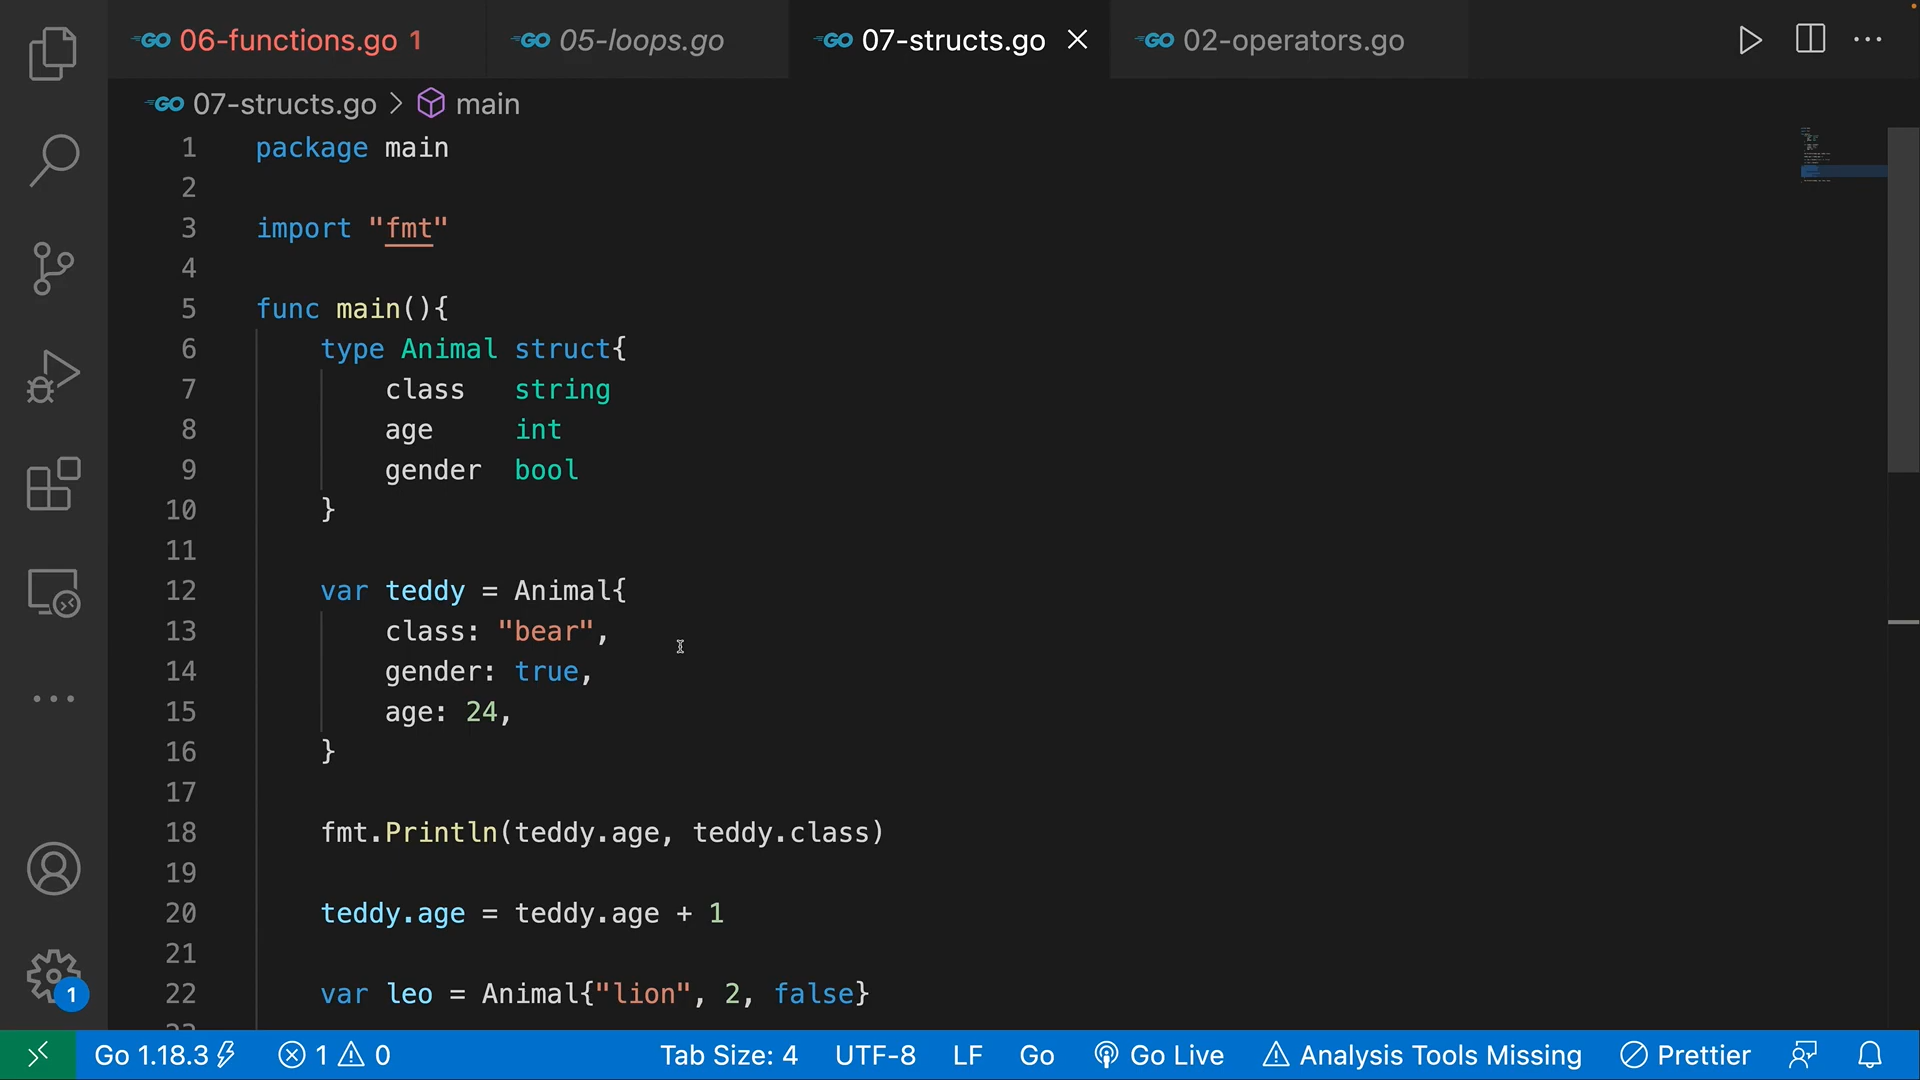 GO 06-functions.go 1
GO 05-loops.go
GO 07-structs.go
GO 02-operators.go
GO 07-structs.go > main
1 package main
2
3 import "fmt"
4
5 func main(){
6 type Animal struct{
7 class string
8 age int
9 gender bool
10 }
11
12 var teddy = Animal{
13 class: "bear",
14 gender: true,
15 age: 24,
16 }
17
18 fmt.Println(teddy.age, teddy.class)
19
20 teddy.age = teddy.age + 1
21
22 var leo = Animal{"lion", 2, false}
1
Go 1.18.3 1 0 Tab Size: 4 UTF-8 LF Go Go Live Analysis Tools Missing Prettier